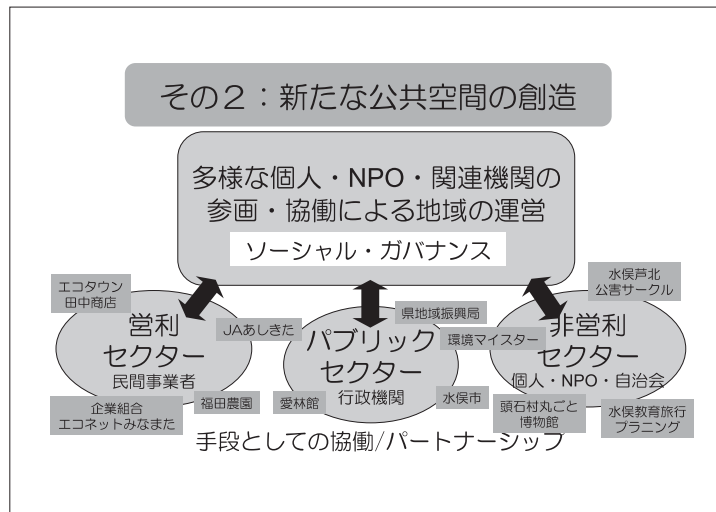 その2:新たな公共空間の創造
多様な個人・NPO・関連機関の
参画・協働による地域の運営
ソーシャル・ガバナンス
エコタウン
田中商店
営利
セクター
民間事業者
JAあしきた
企業組合
エコネットみなまた
福田農園
県地域振興局
パブリック
セクター
行政機関
愛林館
水俣市
環境マイスター
水俣芦北
公害サークル
非営利
セクター
個人・NPO・自治会
頭石村丸ごと
博物館
水俣教育旅行
プラニング
手段としての協働/パートナーシップ